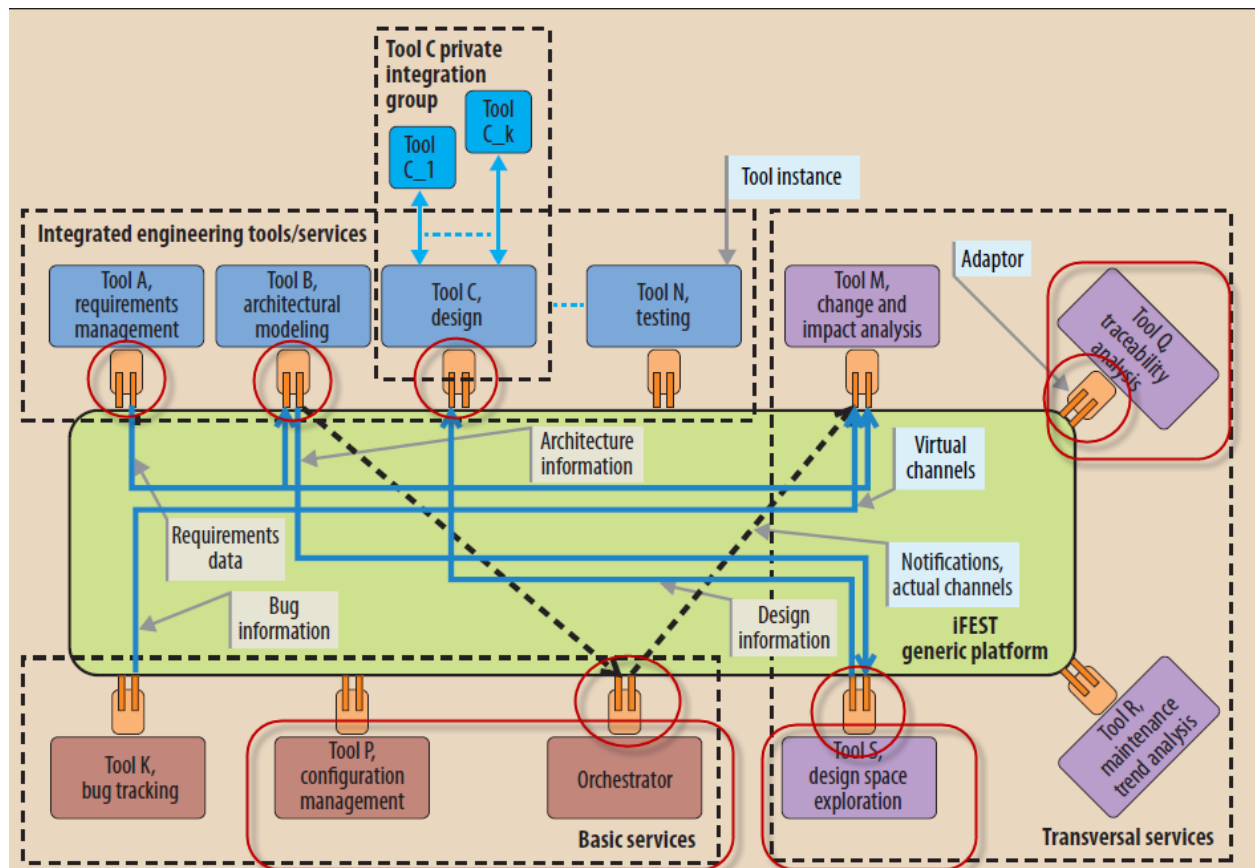 Tool C private
integration
group
Tool
C_1
Tool
C_k
Tool instance
Integrated engineering tools/services
Tool A,
requirements
management
Tool B,
architectural
modeling
Tool C,
design
Tool N,
testing
Tool M,
change and
impact analysis
Adaptor
Tool Q,
traceability
analysis
Architecture
information
Virtual
channels
Requirements
data
Notifications,
actual channels
Bug
information
Design
information
iFEST
generic platform
Tool K,
bug tracking
Tool P,
configuration
management
Orchestrator
Tool S,
design space
exploration
Tool R,
maintenance
trend analysis
Basic services
Transversal services